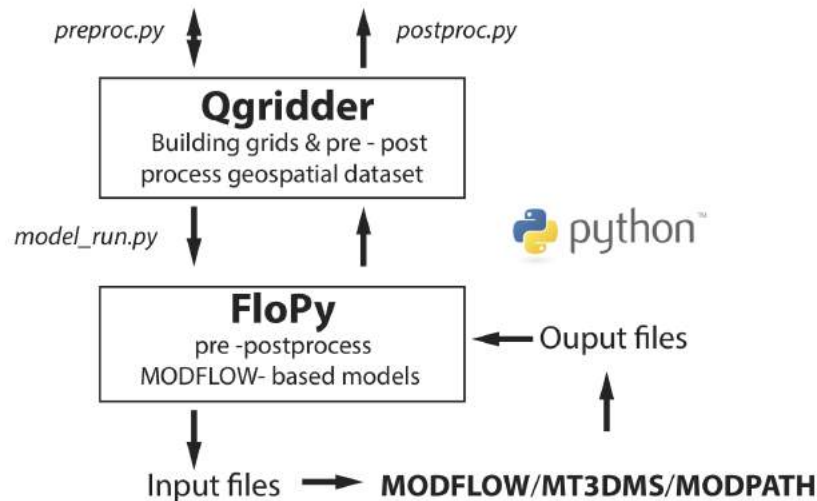 preproc.py
postproc.py
Qgridder
Building grids & pre - post
process geospatial dataset
model_run.py
python™
FloPy
pre -postprocess
MODFLOW- based models
Ouput files
Input files
MODFLOW/MT3DMS/MODPATH